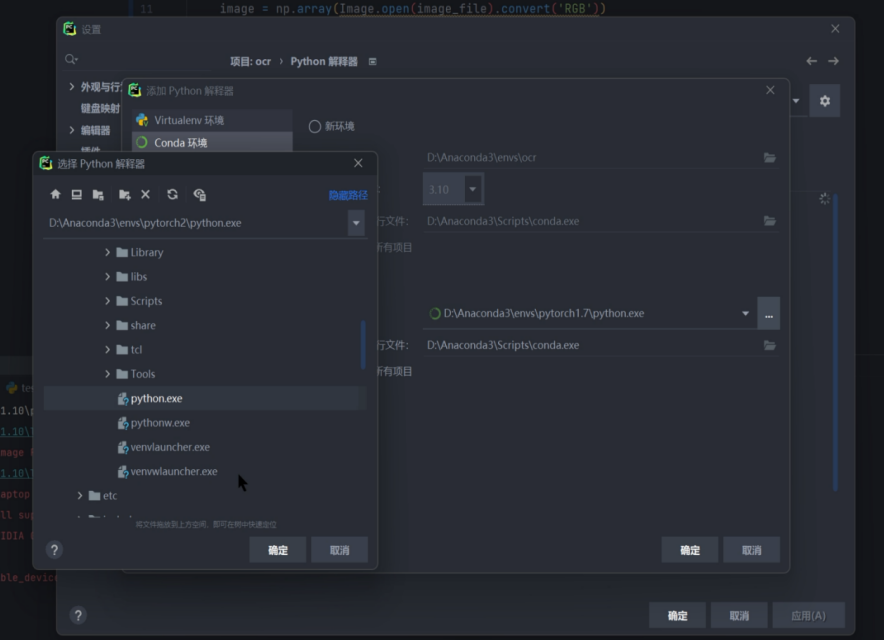 11 image = np.array(Image.open(image_file).convert('RGB'))
设置
项目: ocr › Python 解释器
外观与行
键盘映射
编辑器
插件
添加 Python 解释器
Virtualenv 环境
Conda 环境
新环境
D:\Anaconda3\envs\ocr
3.10
行文件: D:\Anaconda3\Scripts\conda.exe
所有项目
D:\Anaconda3\envs\pytorch1.7\python.exe
...
行文件: D:\Anaconda3\Scripts\conda.exe
所有项目
确定
取消
选择 Python 解释器
隐藏路径
D:\Anaconda3\envs\pytorch2\python.exe
Library
libs
Scripts
share
tcl
Tools
python.exe
pythonw.exe
venvlauncher.exe
venvwlauncher.exe
etc
将文件拖放到上方空间，即可在树中快速定位
?
确定
取消
1.10\
1.10\
mage
1.10\
aptop
ll su
IDIA
ble_device
?
确定
取消
应用(A)